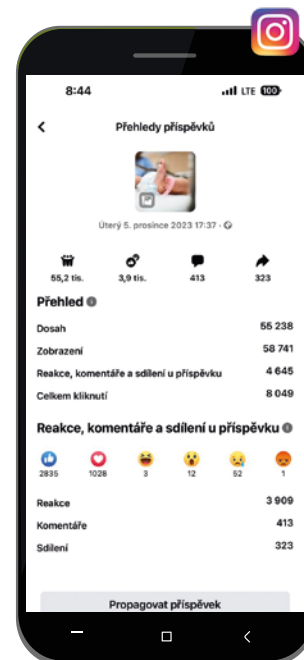 8:44 LTE 100
Přehledy příspěvků
Úterý 5. prosince 2023 17:37 ·
55,2 tis. 3,9 tis. 413 323
Přehled
Dosah 55 238
Zobrazení 58 741
Reakce, komentáře a sdílení u příspěvku 4 645
Celkem kliknutí 8 049
Reakce, komentáře a sdílení u příspěvku
2835 1028 3 12 52 1
Reakce 3 909
Komentáře 413
Sdílení 323
Propagovat příspěvek